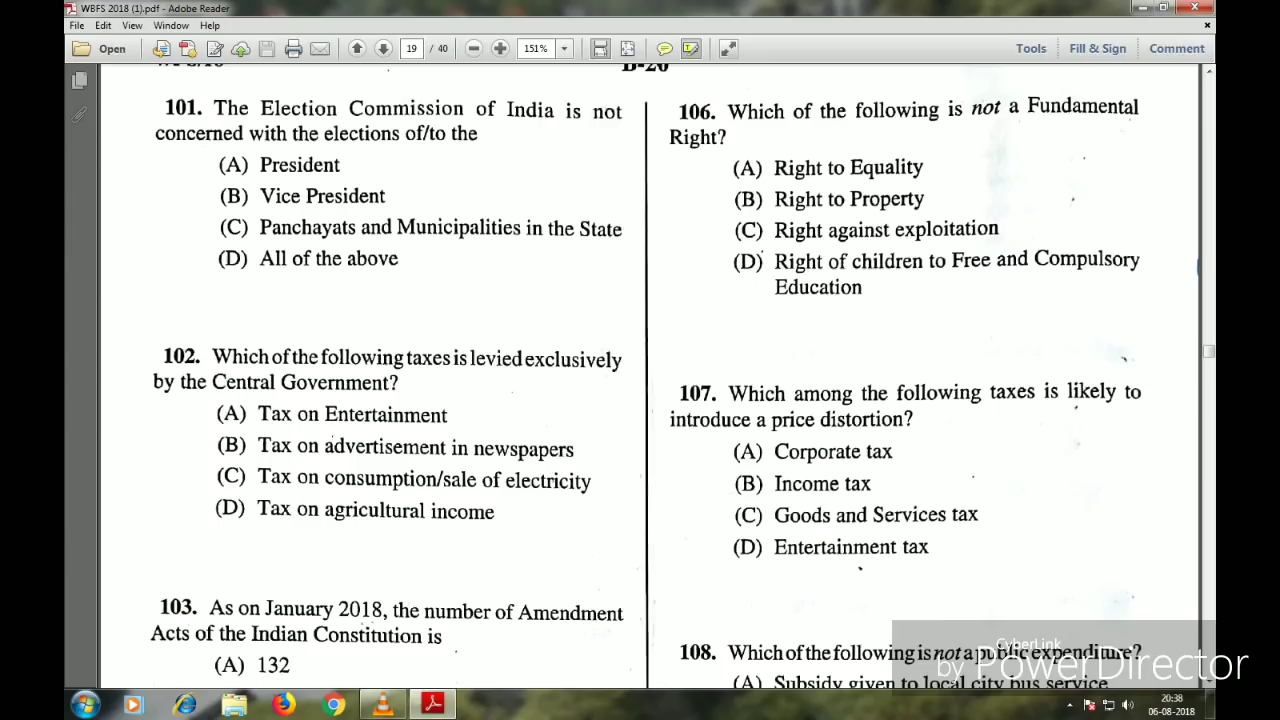 WBFS 2018 (1).pdf - Adobe Reader
File Edit View Window Help
Open 19 / 40 151% Tools Fill & Sign Comment
B-20
101. The Election Commission of India is not
concerned with the elections of/to the
(A) President
(B) Vice President
(C) Panchayats and Municipalities in the State
(D) All of the above
102. Which of the following taxes is levied exclusively
by the Central Government?
(A) Tax on Entertainment
(B) Tax on advertisement in newspapers
(C) Tax on consumption/sale of electricity
(D) Tax on agricultural income
103. As on January 2018, the number of Amendment
Acts of the Indian Constitution is
(A) 132
106. Which of the following is not a Fundamental
Right?
(A) Right to Equality
(B) Right to Property
(C) Right against exploitation
(D) Right of children to Free and Compulsory
Education
107. Which among the following taxes is likely to
introduce a price distortion?
(A) Corporate tax
(B) Income tax
(C) Goods and Services tax
(D) Entertainment tax
108. Which of the following is not a public expenditure?
(A) Subsidy given to local city bus service
CyberLink
by PowerDirector
20:38
06-08-2018